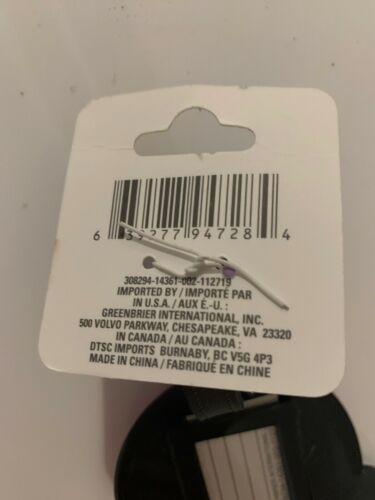 6 39277 94728 4
308294-14361-002-112719
IMPORTED BY / IMPORTÉ PAR
IN U.S.A. / AUX É.-U. :
GREENBRIER INTERNATIONAL, INC.
500 VOLVO PARKWAY, CHESAPEAKE, VA 23320
IN CANADA / AU CANADA :
DTSC IMPORTS BURNABY, BC V5G 4P3
MADE IN CHINA / FABRIQUÉ EN CHINE